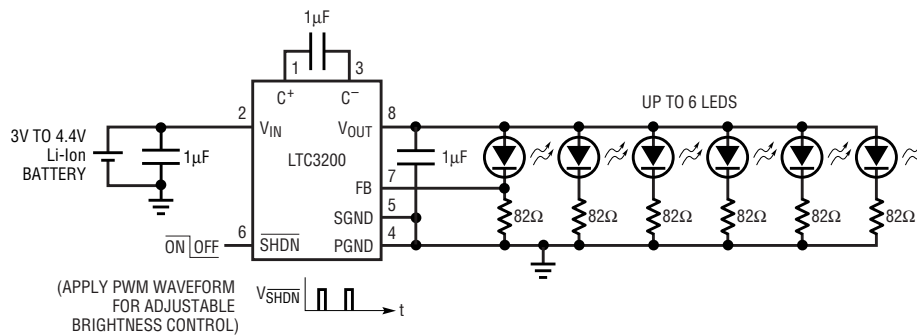 1µF
1 3
C+ C−
2 8
UP TO 6 LEDS
3V TO 4.4V
Li-Ion
BATTERY
1µF
VIN VOUT
LTC3200
1µF
7
FB
82Ω 82Ω 82Ω 82Ω 82Ω 82Ω
5
SGND
6 4
ON OFF SHDN PGND
(APPLY PWM WAVEFORM
FOR ADJUSTABLE
BRIGHTNESS CONTROL)
VSHDN t